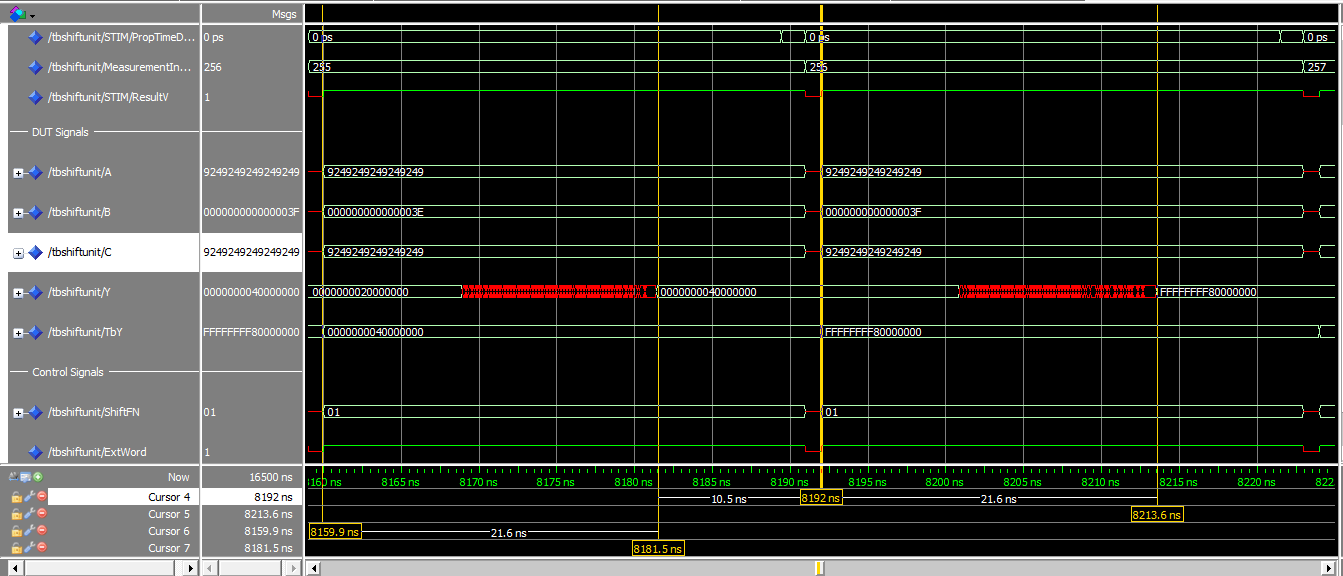 Msgs
/tbshiftunit/STIM/PropTimeD... 0 ps 0 ps 0 ps 0 ps
/tbshiftunit/MeasurementIn... 256 255 256 257
/tbshiftunit/STIM/ResultV 1
DUT Signals
/tbshiftunit/A 9249249249249249 9249249249249249 9249249249249249
/tbshiftunit/B 000000000000003F 000000000000003E 000000000000003F
/tbshiftunit/C 9249249249249249 9249249249249249 9249249249249249
/tbshiftunit/Y 0000000040000000 0000000020000000 0000000040000000 FFFFFFFF80000000
/tbshiftunit/TbY FFFFFFFF80000000 0000000040000000 FFFFFFFF80000000
Control Signals
/tbshiftunit/ShiftFN 01 01 01
/tbshiftunit/ExtWord 1
Now 16500 ns 8160 ns 8165 ns 8170 ns 8175 ns 8180 ns 8185 ns 8190 ns 8195 ns 8200 ns 8205 ns 8210 ns 8215 ns 8220 ns 822
Cursor 4 8192 ns 10.5 ns 8192 ns 21.6 ns
Cursor 5 8213.6 ns 8213.6 ns
Cursor 6 8159.9 ns 8159.9 ns 21.6 ns
Cursor 7 8181.5 ns 8181.5 ns